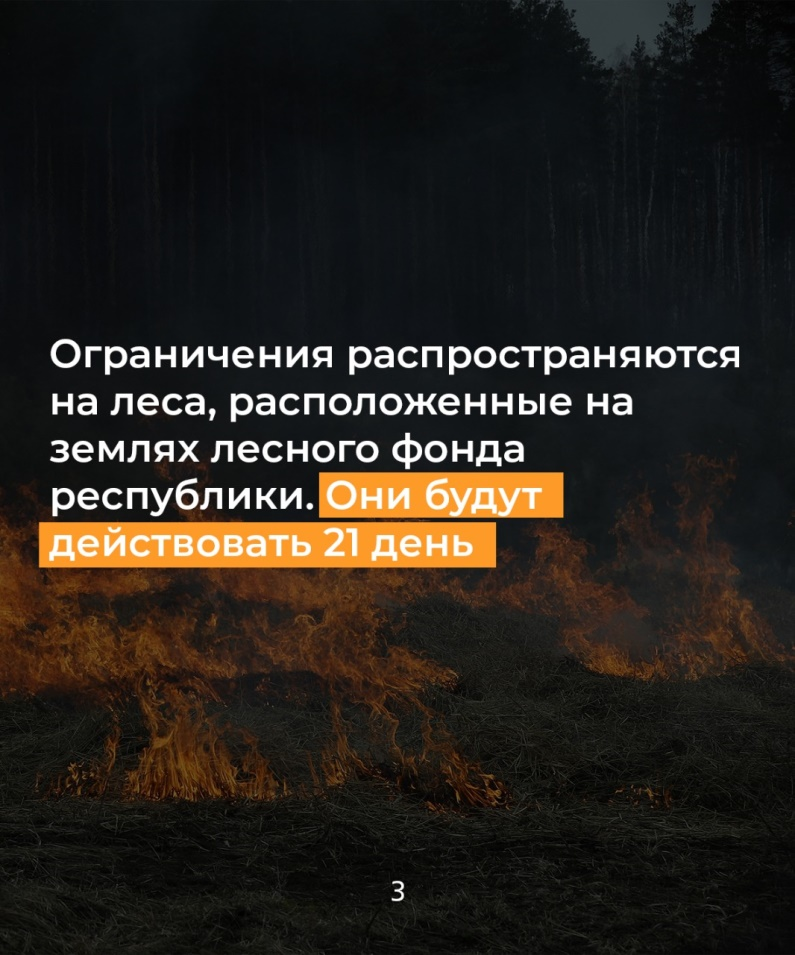 Ограничения распространяются
на леса, расположенные на
землях лесного фонда
республики. Они будут
действовать 21 день
3